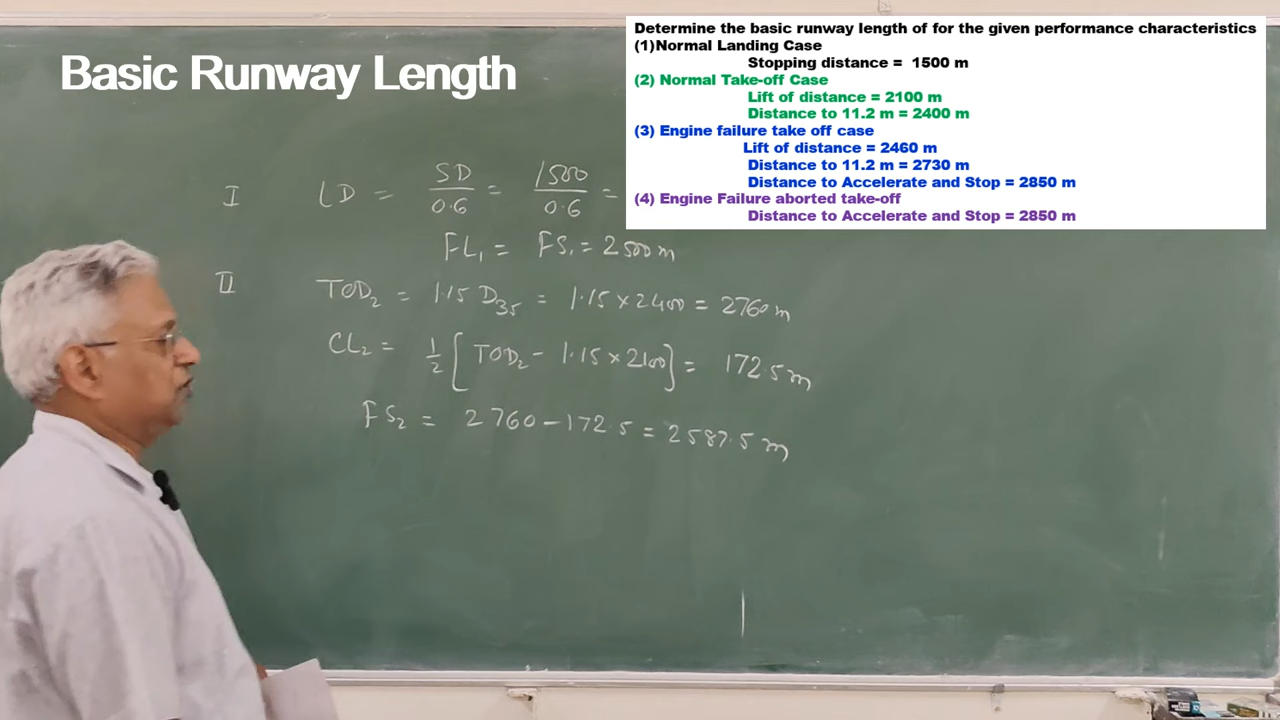 Basic Runway Length
Determine the basic runway length of for the given performance characteristics
(1)Normal Landing Case
Stopping distance = 1500 m
(2) Normal Take-off Case
Lift of distance = 2100 m
Distance to 11.2 m = 2400 m
(3) Engine failure take off case
Lift of distance = 2460 m
Distance to 11.2 m = 2730 m
Distance to Accelerate and Stop = 2850 m
(4) Engine Failure aborted take-off
Distance to Accelerate and Stop = 2850 m
I LD = SD/0.6 = 1500/0.6 =
FL₁ = FS₁ = 2500 m
II TOD₂ = 1.15 D₃₅ = 1.15 × 2400 = 2760 m
CL₂ = 1/2 [TOD₂ - 1.15 × 2100] = 172.5 m
FS₂ = 2760 - 172.5 = 2587.5 m